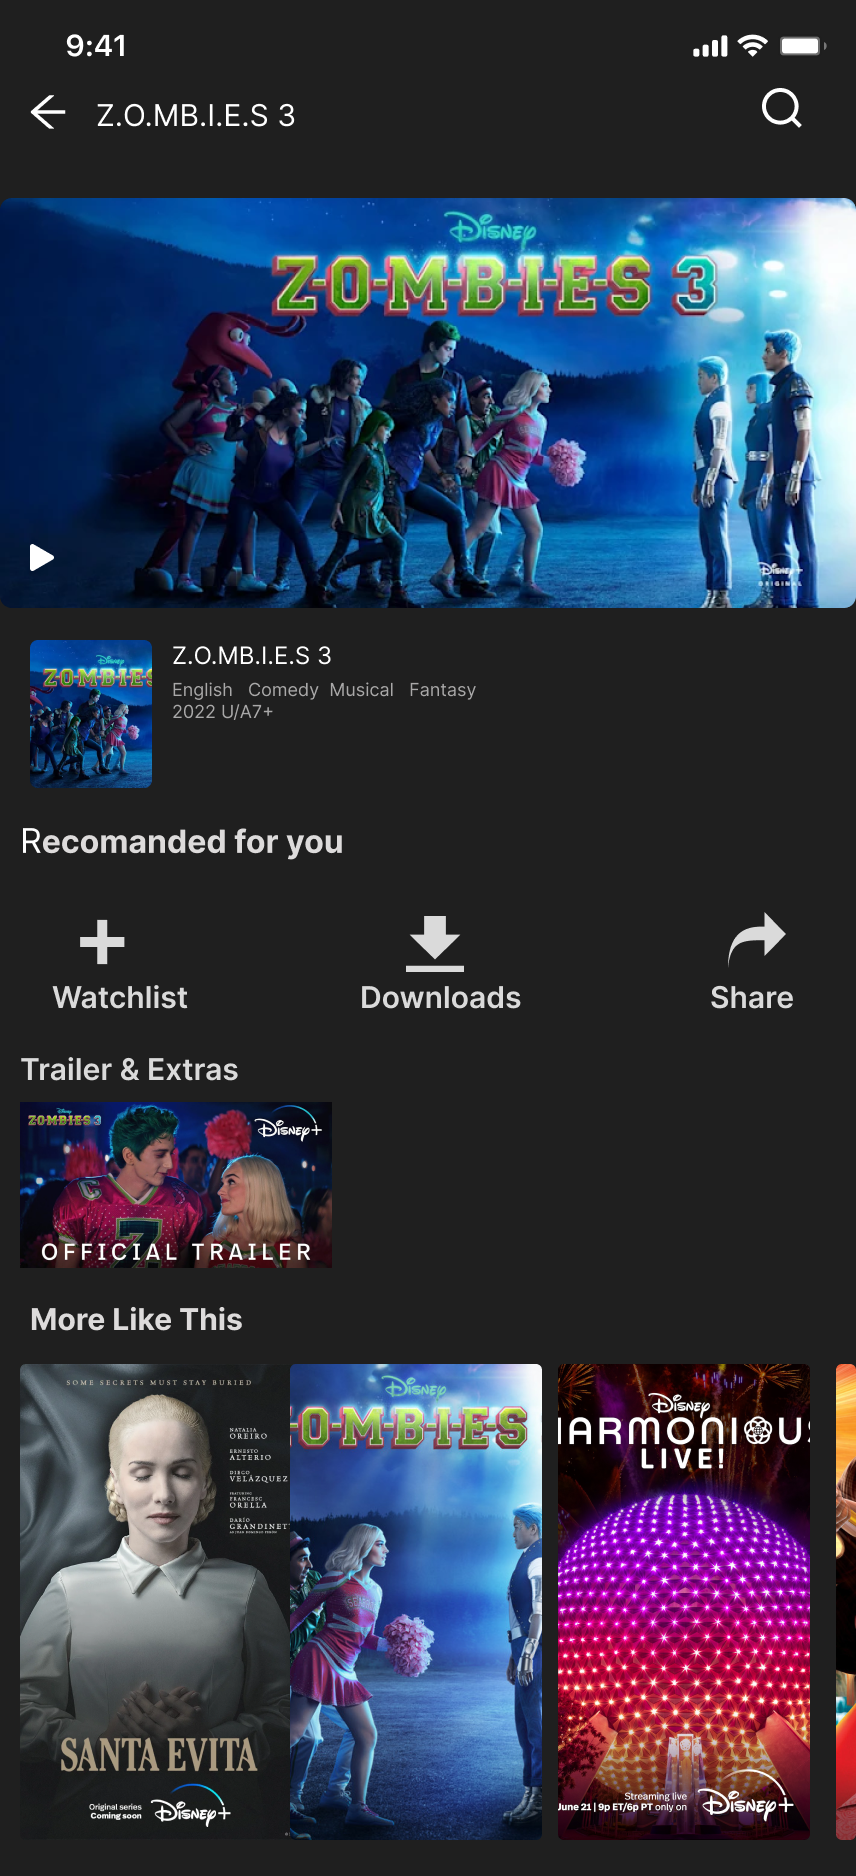 9:41
Z.O.MB.I.E.S 3
Disney
Z-O-M-B-I-E-S 3
Disney+
ORIGINAL
Disney
ZOMBIES
Z.O.MB.I.E.S 3
English Comedy Musical Fantasy
2022 U/A7+
Recomanded for you
Watchlist Downloads Share
Trailer & Extras
ZOMBIES 3
Disney+
C
Z
OFFICIAL TRAILER
More Like This
SOME SECRETS MUST STAY BURIED
NATALIA
OREIRO
ERNESTO
ALTERIO
DIEGO
VELÁZQUEZ
FEATURING
FRANCESC
ORELLA
DARÍO
GRANDINET
SANTA EVITA
Original series
Coming soon
Disney+
Disney
-O-M-B-I-E-S
Disney
HARMONIOUS
LIVE!
Streaming live
June 21 | 9p ET/6p PT only on
Disney+